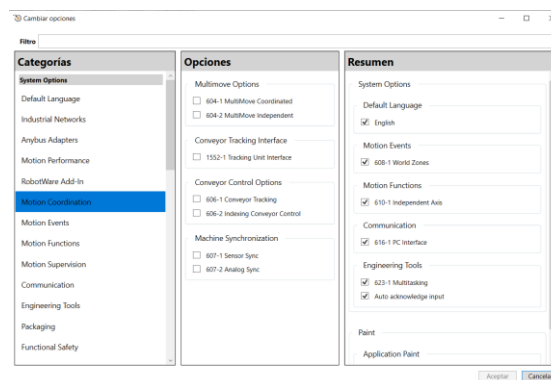 Cambiar opciones
Filtro
Categorías
System Options
Default Language
Industrial Networks
Anybus Adapters
Motion Performance
RobotWare Add-In
Motion Coordination
Motion Events
Motion Functions
Motion Supervision
Communication
Engineering Tools
Packaging
Functional Safety
Opciones
Multimove Options
604-1 MultiMove Coordinated
604-2 MultiMove Independent
Conveyor Tracking Interface
1552-1 Tracking Unit Interface
Conveyor Control Options
606-1 Conveyor Tracking
606-2 Indexing Conveyor Control
Machine Synchronization
607-1 Sensor Sync
607-2 Analog Sync
Resumen
System Options
Default Language
English
Motion Events
608-1 World Zones
Motion Functions
610-1 Independent Axis
Communication
616-1 PC Interface
Engineering Tools
623-1 Multitasking
Auto acknowledge input
Paint
Application Paint
Aceptar
Cancela